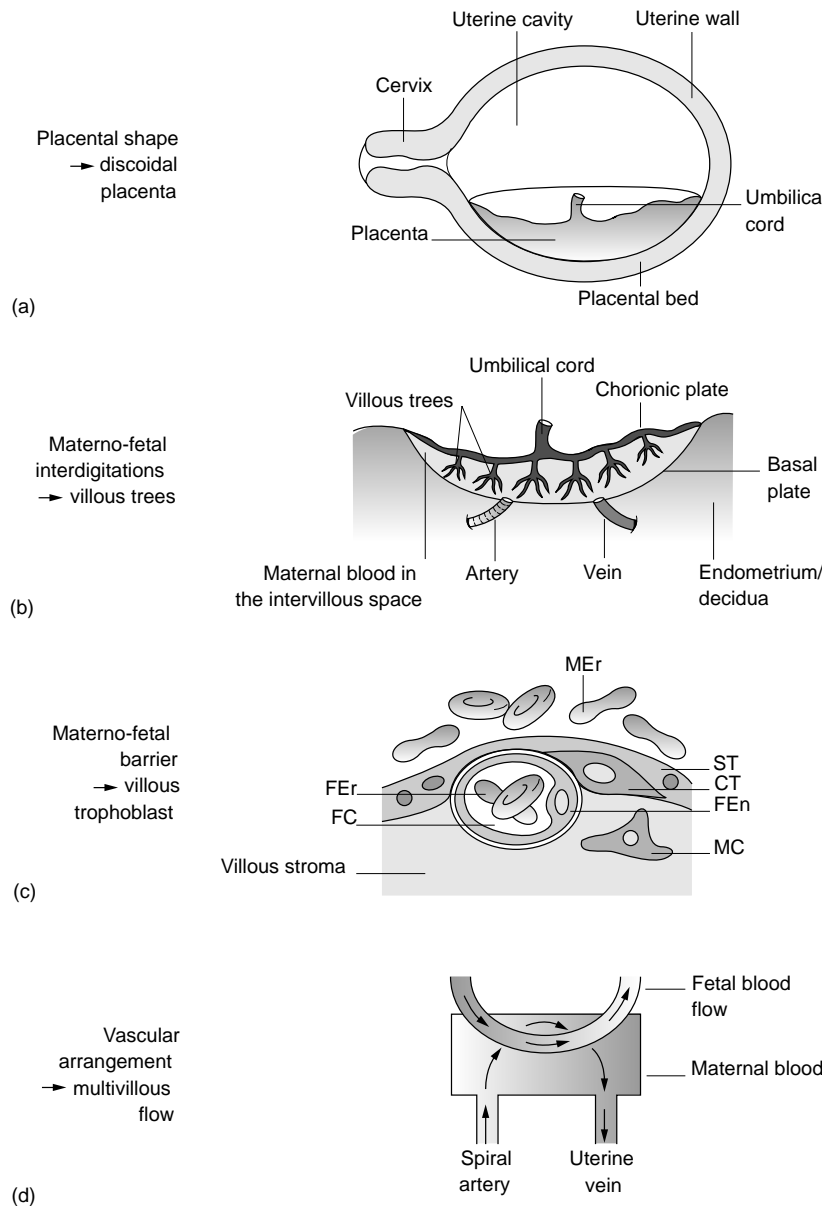 Uterine cavity
Uterine wall
Cervix
Placental shape
→ discoidal
placenta
Umbilica
cord
Placenta
Placental bed
(a)
Umbilical cord
Villous trees
Chorionic plate
Materno-fetal
interdigitations
→ villous trees
Basal
plate
Maternal blood in
the intervillous space
Artery
Vein
Endometrium/
decidua
(b)
MEr
Materno-fetal
barrier
→ villous
trophoblast
ST
CT
FEr
FEn
FC
MC
Villous stroma
(c)
Fetal blood
flow
Vascular
arrangement
→ multivillous
flow
Maternal blood
Spiral
artery
Uterine
vein
(d)